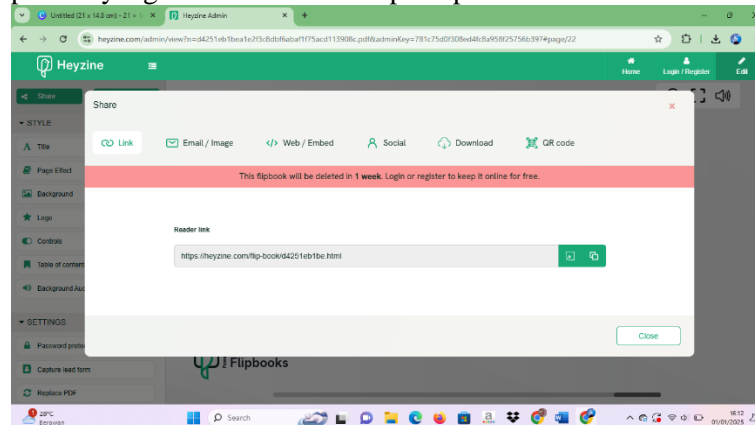 Untitled (21 x 14.8 cm) - 21 x 1
Heyzine Admin
heyzine.com/admin/view?n=d4251eb1bea1e2f3c8dbf6abaf1f75acd113908c.pdf&adminKey=781c75d0f308ed4fc8a958f25756b397#page/22
Heyzine
Home
Login / Register
Edit
Share
STYLE
Title
Page Effect
Background
Logo
Controls
Table of content
Background Aud
SETTINGS
Password prote
Capture lead form
Replace PDF
Share
Link
Email / Image
</> Web / Embed
Social
Download
QR code
This flipbook will be deleted in 1 week. Login or register to keep it online for free.
Reader link
https://heyzine.com/flip-book/d4251eb1be.html
Close
Flipbooks
28°C
Berawan
Search
16:12
01/01/2025